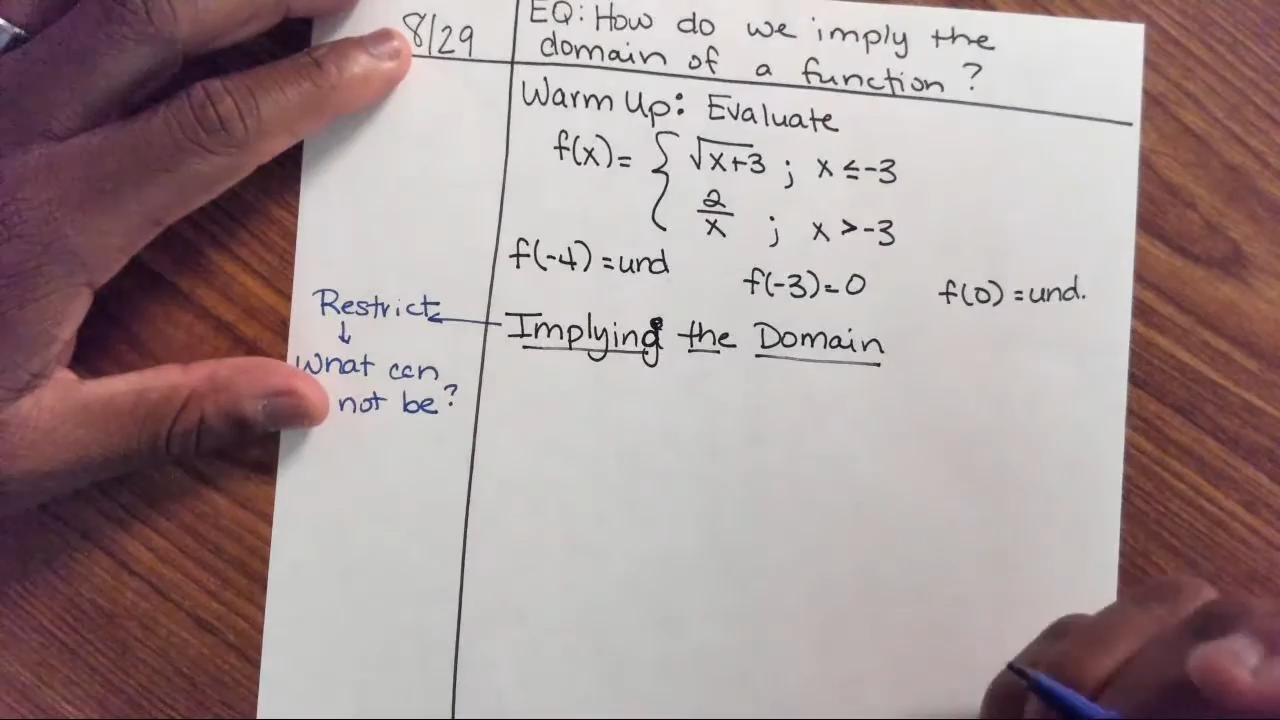 8/29
EQ: How do we imply the
domain of a function?
Warm Up: Evaluate
f(x) = { √x+3 ; x ≤ -3
2/x ; x > -3
f(-4) = und
f(-3) = 0
f(0) = und.
Implying the Domain
Restrict
↓
What can
not be?